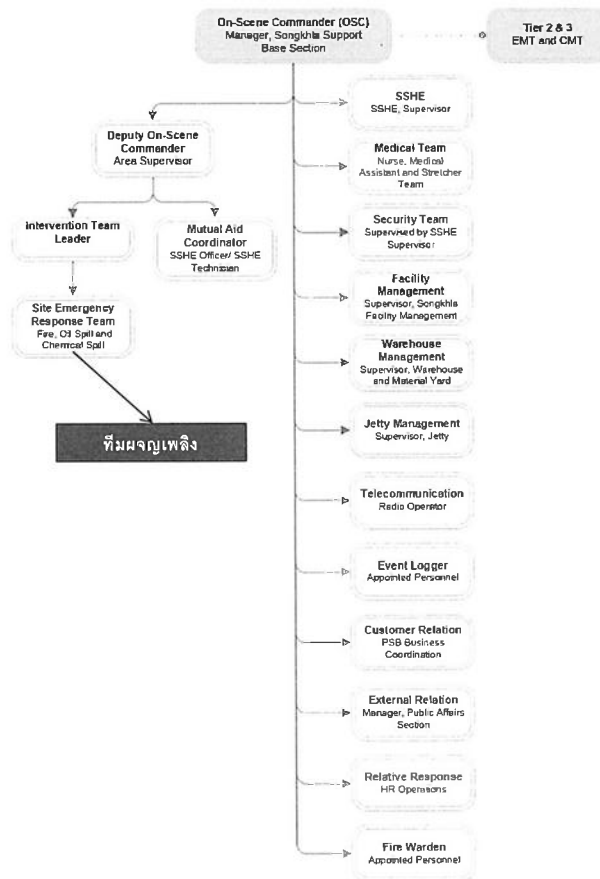 On-Scene Commander (OSC)
Manager, Songkhla Support
Base Section
Tier 2 & 3
EMT and CMT
SSHE
SSHE, Supervisor
Deputy On-Scene
Commander
Area Supervisor
Medical Team
Nurse, Medical
Assistant and Stretcher
Team
Intervention Team
Leader
Mutual Aid
Coordinator
SSHE Officer/ SSHE
Technician
Security Team
Supervised by SSHE
Supervisor
Facility
Management
Supervisor, Songkhla
Facility Management
Site Emergency
Response Team
Fire, Oil Spill and
Chemical Spill
Warehouse
Management
Supervisor, Warehouse
and Material Yard
ทีมผจญเพลิง
Jetty Management
Supervisor, Jetty
Telecommunication
Radio Operator
Event Logger
Appointed Personnel
Customer Relation
PSB Business
Coordination
External Relation
Manager, Public Affairs
Section
Relative Response
HR Operations
Fire Warden
Appointed Personnel